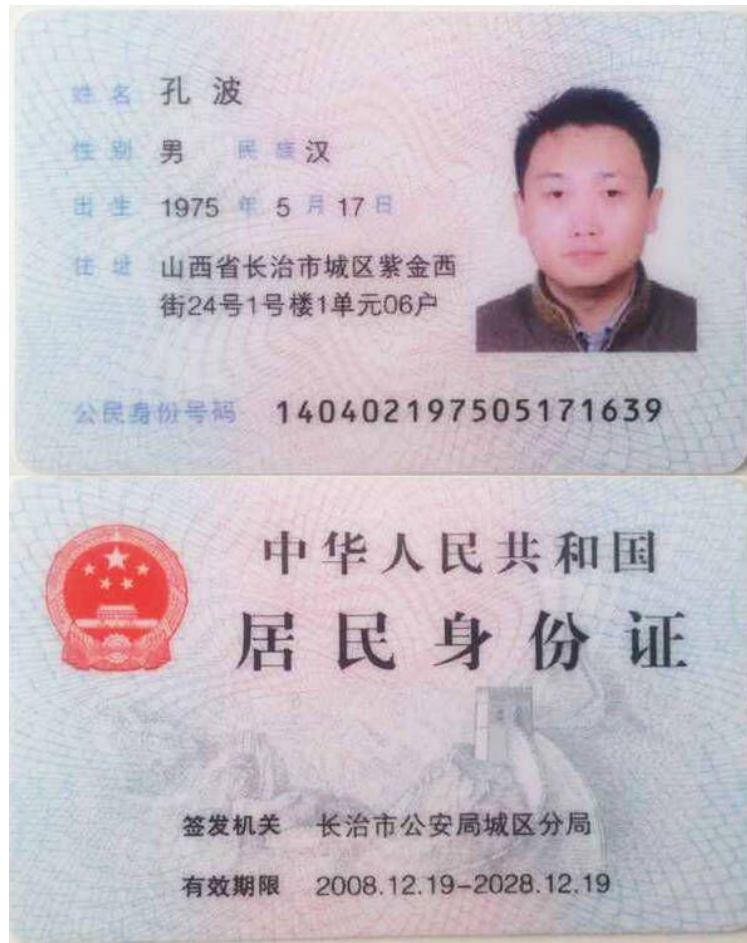 姓名 孔波
性别 男 民族 汉
出生 1975 年 5 月 17 日
住址 山西省长治市城区紫金西
街24号1号楼1单元06户
公民身份号码 140402197505171639
中华人民共和国
居民身份证
签发机关 长治市公安局城区分局
有效期限 2008.12.19-2028.12.19